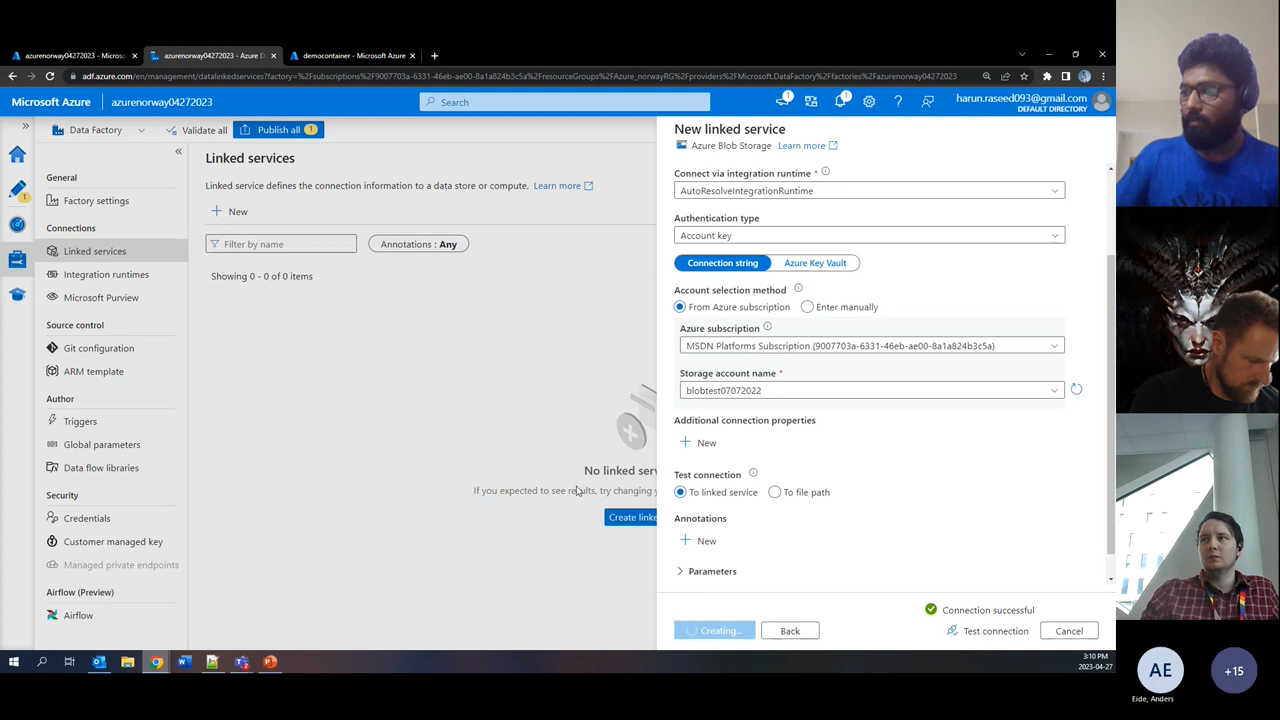 azurenorway04272023 - Microso
azurenorway04272023 - Azure D
democontainer - Microsoft Azure
adf.azure.com/en/management/datalinkedservices?factory=%2Fsubscriptions%2F9007703a-6331-46eb-ae00-8a1a824b3c5a%2FresourceGroups%2FAzure_norwayRG%2Fproviders%2FMicrosoft.DataFactory%2Ffactories%2Fazurenorway04272023
Microsoft Azure
azurenorway04272023
Search
1
1
harun.raseed093@gmail.com
DEFAULT DIRECTORY
Data Factory
Validate all
Publish all 1
1
General
Factory settings
Connections
Linked services
Integration runtimes
Microsoft Purview
Source control
Git configuration
ARM template
Author
Triggers
Global parameters
Data flow libraries
Security
Credentials
Customer managed key
Managed private endpoints
Airflow (Preview)
Airflow
Linked services
Linked service defines the connection information to a data store or compute. Learn more
New
Filter by name
Annotations : Any
Showing 0 - 0 of 0 items
No linked serv
If you expected to see results, try changing y
Create linke
New linked service
Azure Blob Storage Learn more
Connect via integration runtime *
AutoResolveIntegrationRuntime
Authentication type
Account key
Connection string Azure Key Vault
Account selection method
From Azure subscription Enter manually
Azure subscription
MSDN Platforms Subscription (9007703a-6331-46eb-ae00-8a1a824b3c5a)
Storage account name *
blobtest07072022
Additional connection properties
New
Test connection
To linked service To file path
Annotations
New
Parameters
Connection successful
Creating... Back Test connection Cancel
3:10 PM
2023-04-27
AE
+15
Eide, Anders